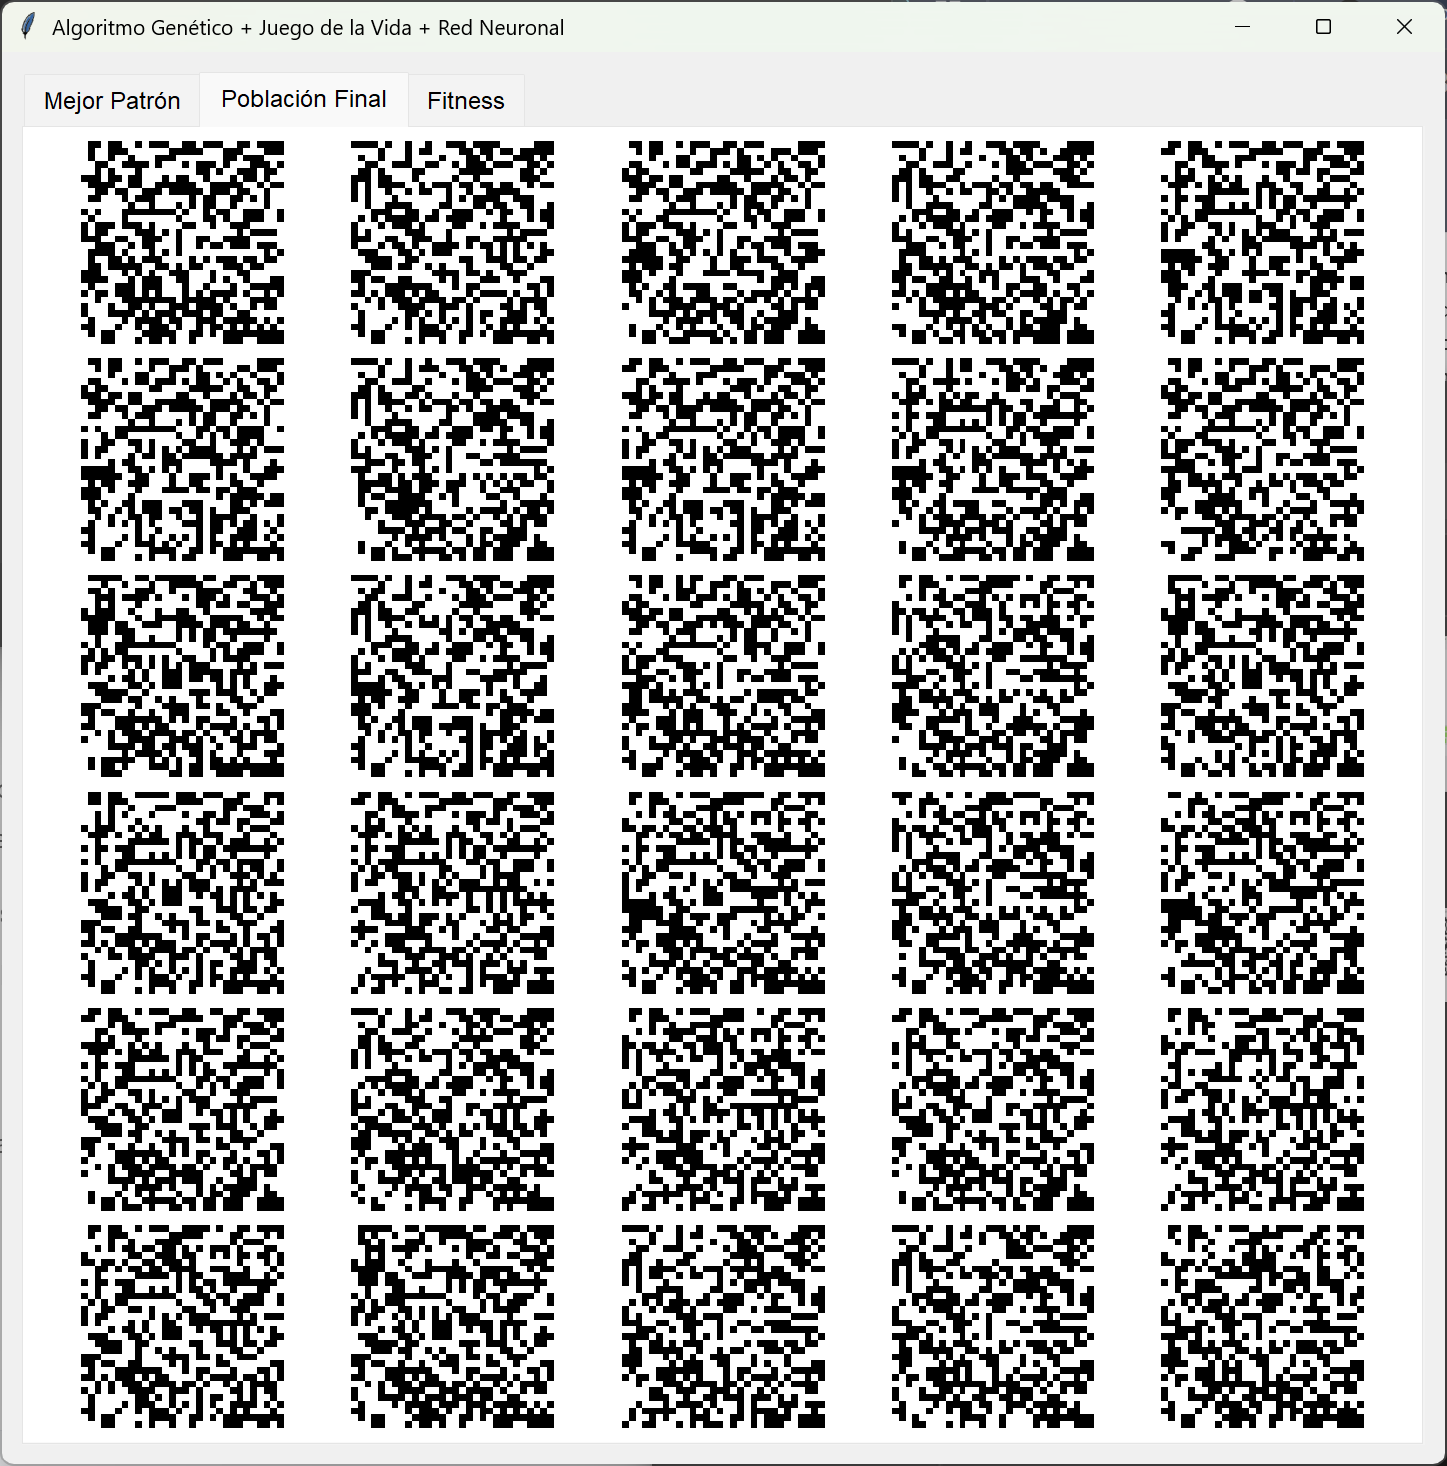 Algoritmo Genético + Juego de la Vida + Red Neuronal
Mejor Patrón
Población Final
Fitness